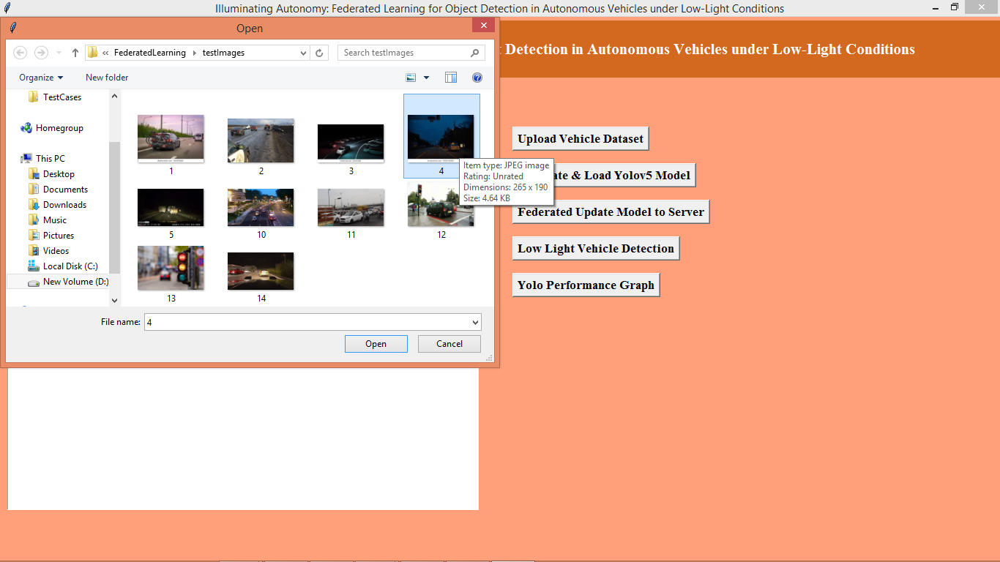 Illuminating Autonomy: Federated Learning for Object Detection in Autonomous Vehicles under Low-Light Conditions
Open
« FederatedLearning testImages
Search testImages
Detection in Autonomous Vehicles under Low-Light Conditions
Organize
New folder
TestCases
Homegroup
This PC
Desktop
Documents
Downloads
Music
Pictures
Videos
Local Disk (C:)
New Volume (D:)
1
2
3
4
5
10
11
12
13
14
Item type: JPEG image
Rating: Unrated
Dimensions: 265 x 190
Size: 4.64 KB
File name:
4
Open
Cancel
Upload Vehicle Dataset
ate & Load Yolov5 Model
Federated Update Model to Server
Low Light Vehicle Detection
Yolo Performance Graph